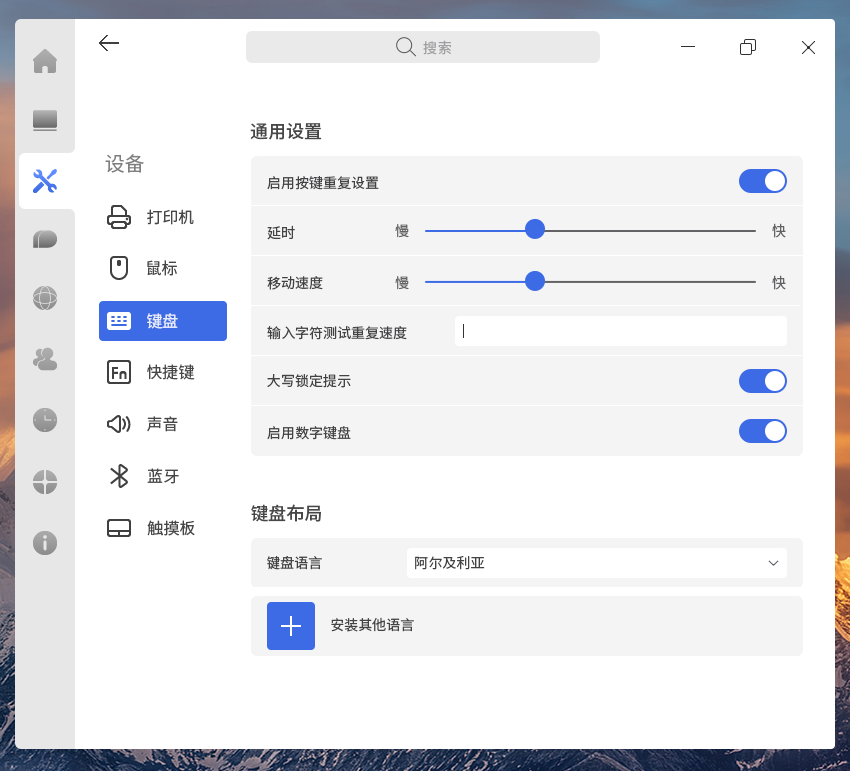 搜索
设备
打印机
鼠标
键盘
快捷键
声音
蓝牙
触摸板
通用设置
启用按键重复设置
延时 慢 快
移动速度 慢 快
输入字符测试重复速度
大写锁定提示
启用数字键盘
键盘布局
键盘语言 阿尔及利亚
安装其他语言
Fn